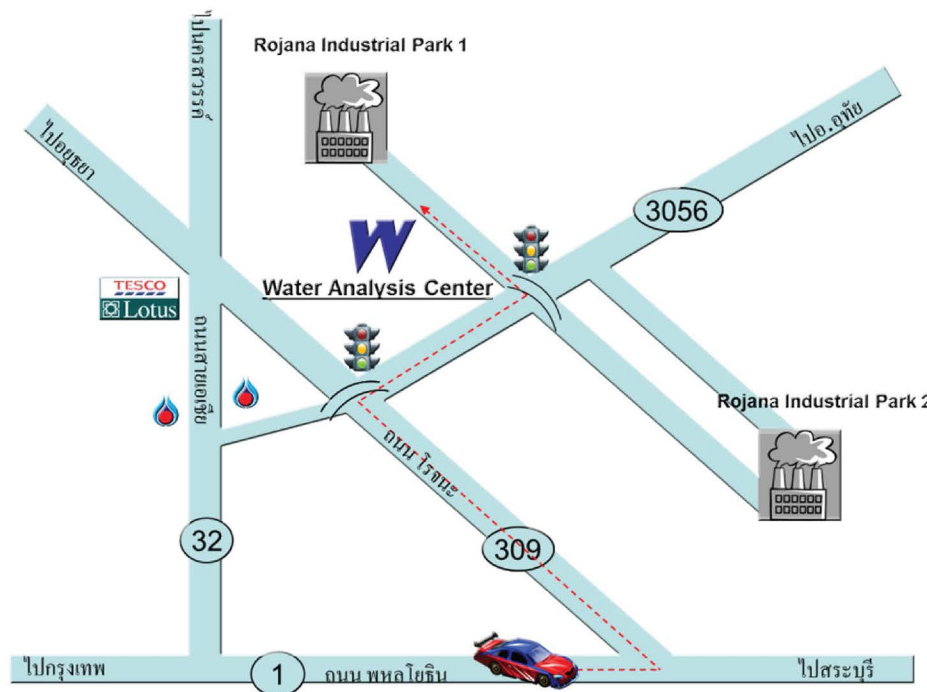 ไปนครสวรรค์
Rojana Industrial Park 1
ไปอยุธยา
ไปอ.อุทัย
3056
W
Water Analysis Center
TESCO
Lotus
ถนนสายเอเซีย
Rojana Industrial Park 2
ถนน โรจนะ
32
309
ไปกรุงเทพ
1
ถนน พหลโยธิน
ไปสระบุรี